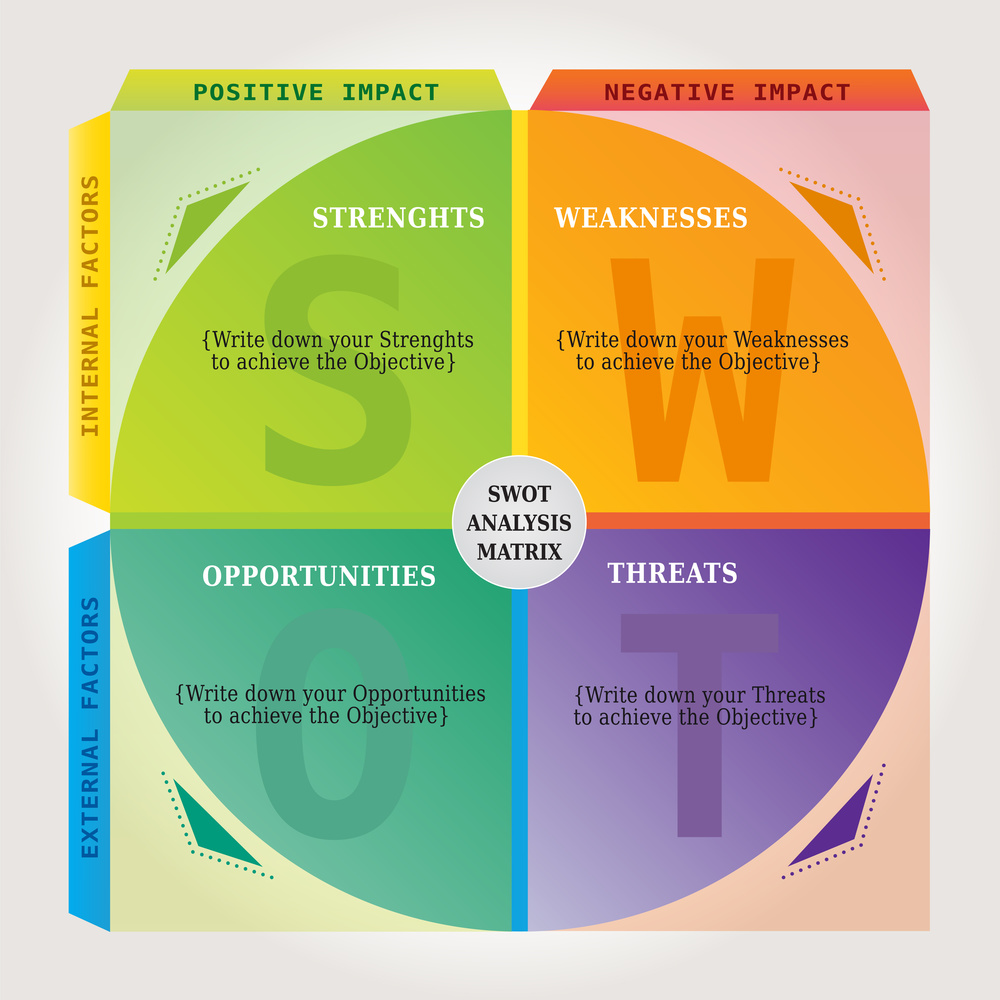 POSITIVE IMPACT
NEGATIVE IMPACT
INTERNAL FACTORS
STRENGHTS
S
{Write down your Strenghts
to achieve the Objective}
WEAKNESSES
W
{Write down your Weaknesses
to achieve the Objective}
SWOT
ANALYSIS
MATRIX
EXTERNAL FACTORS
OPPORTUNITIES
O
{Write down your Opportunities
to achieve the Objective}
THREATS
T
{Write down your Threats
to achieve the Objective}